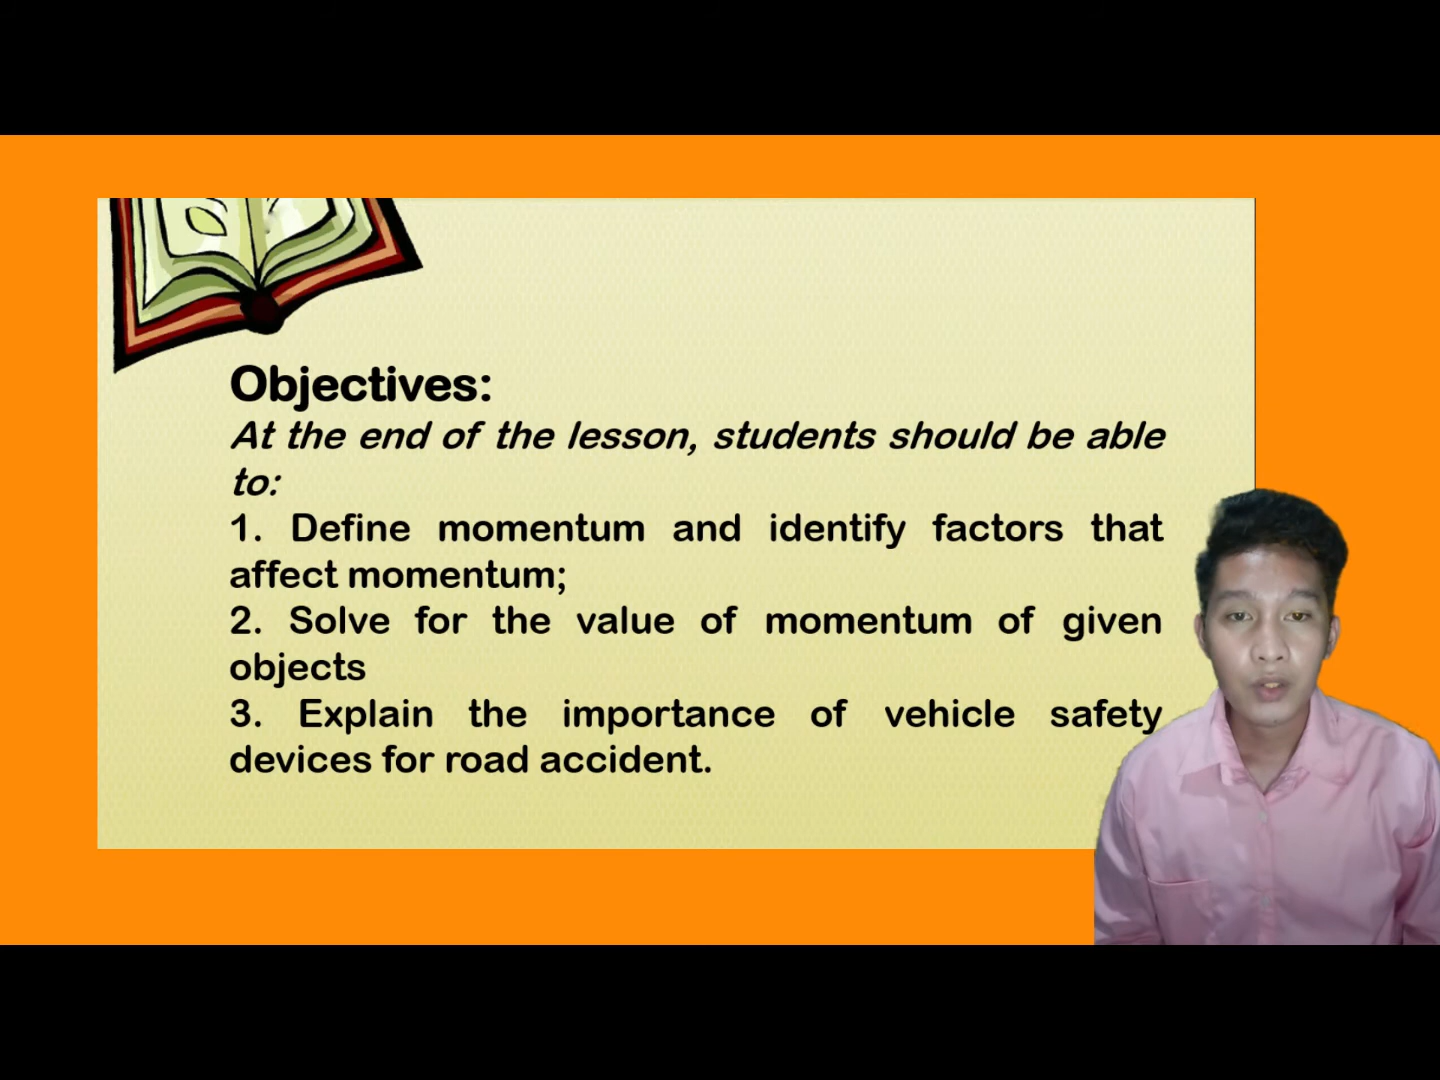 Objectives:
At the end of the lesson, students should be able
to:
1. Define momentum and identify factors that
affect momentum;
2. Solve for the value of momentum of given
objects
3. Explain the importance of vehicle safety
devices for road accident.